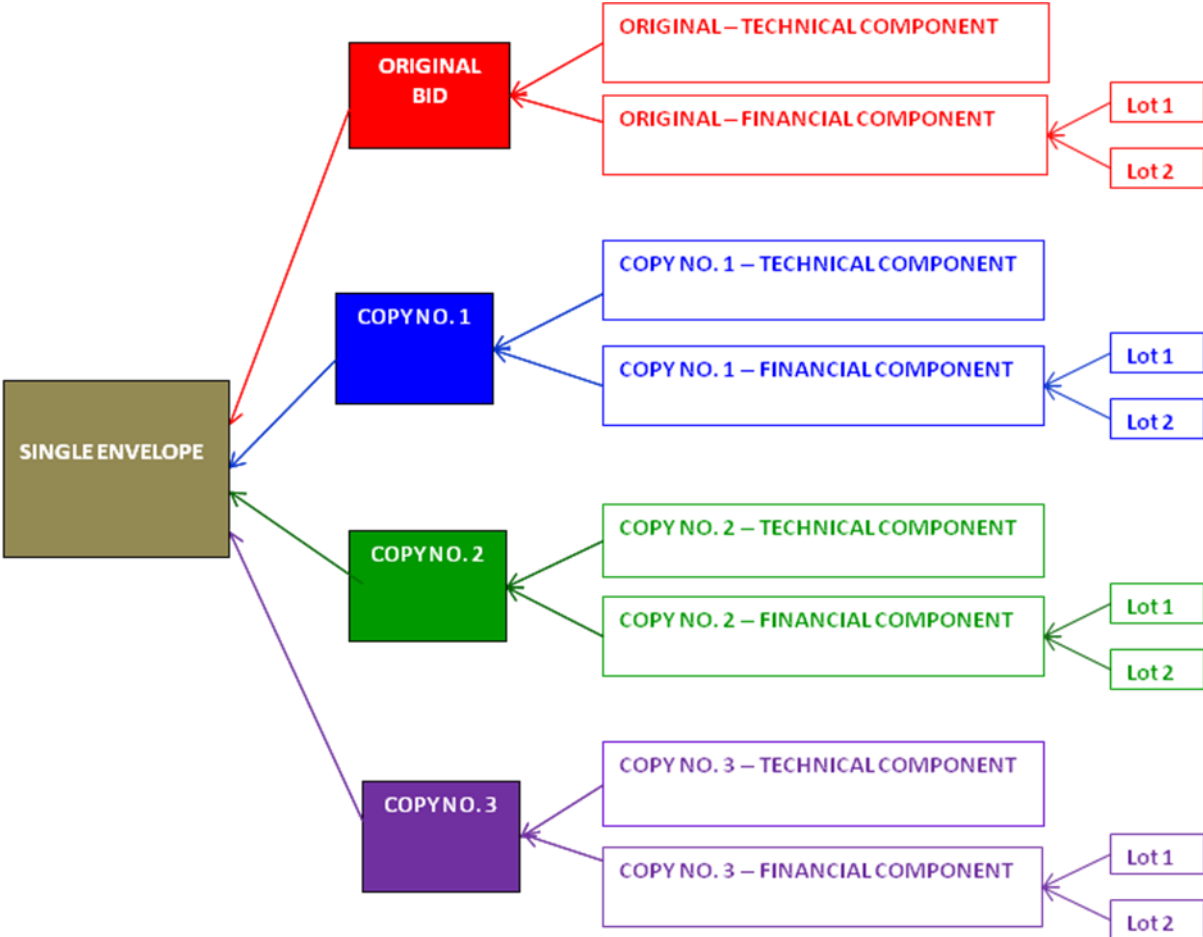 ORIGINAL – TECHNICAL COMPONENT
ORIGINAL
BID
ORIGINAL – FINANCIAL COMPONENT
Lot 1
Lot 2
COPY NO. 1 – TECHNICAL COMPONENT
COPY NO. 1
COPY NO. 1 – FINANCIAL COMPONENT
Lot 1
Lot 2
SINGLE ENVELOPE
COPY NO. 2 – TECHNICAL COMPONENT
COPY NO. 2
COPY NO. 2 – FINANCIAL COMPONENT
Lot 1
Lot 2
COPY NO. 3 – TECHNICAL COMPONENT
COPY NO. 3
COPY NO. 3 – FINANCIAL COMPONENT
Lot 1
Lot 2